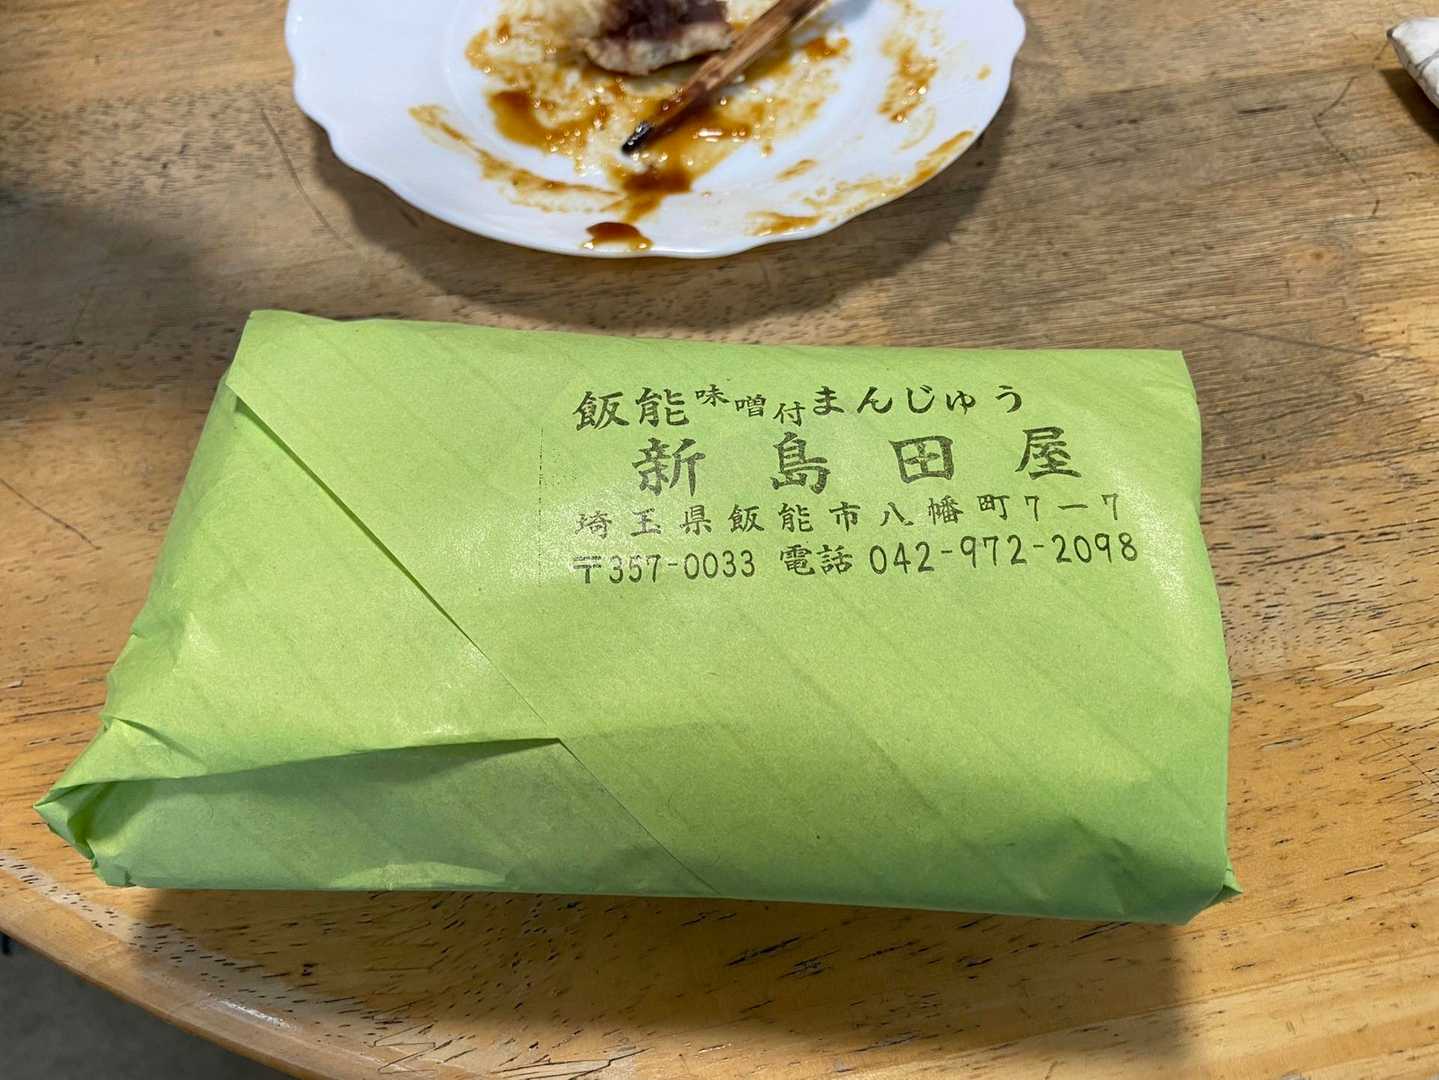 飯能味噌付まんじゅう
新島田屋
埼玉県飯能市八幡町7-7
〒357-0033 電話 042-972-2098